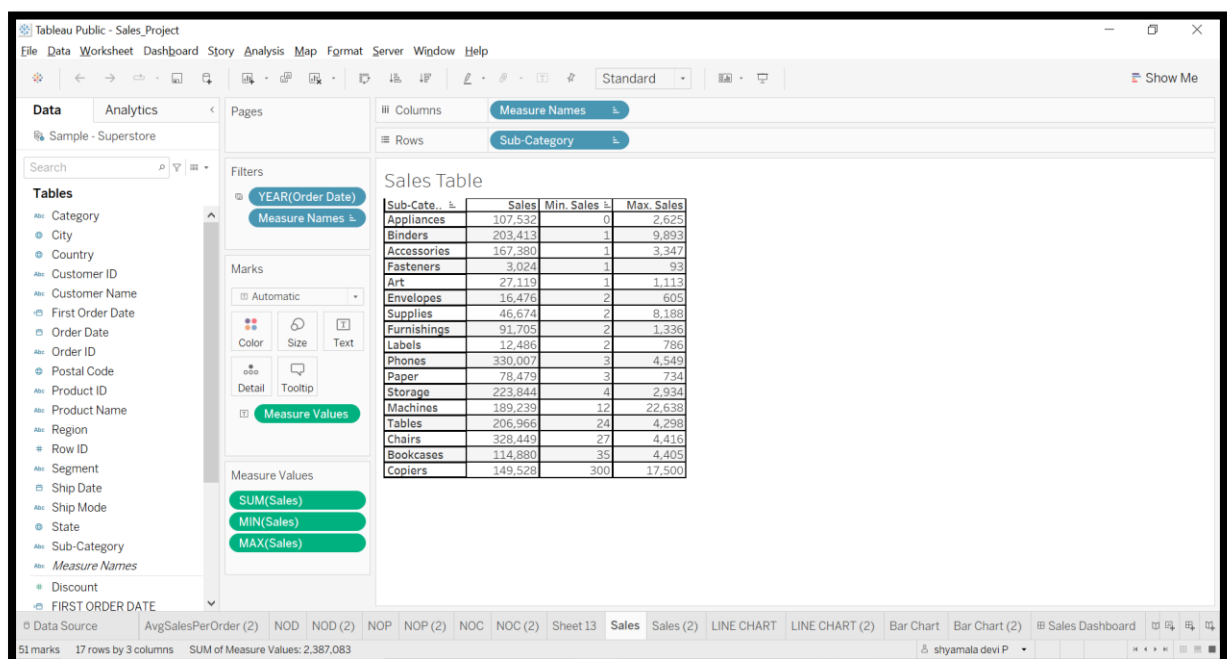 Tableau Public - Sales_Project
File Data Worksheet Dashboard Story Analysis Map Format Server Window Help
Standard
Show Me
Data Analytics
Sample - Superstore
Search
Tables
Abc Category
City
Country
Abc Customer ID
Abc Customer Name
First Order Date
Order Date
Abc Order ID
Postal Code
Abc Product ID
Abc Product Name
Abc Region
# Row ID
Abc Segment
Ship Date
Abc Ship Mode
State
Abc Sub-Category
Abc Measure Names
# Discount
FIRST ORDER DATE
Pages
Filters
YEAR(Order Date)
Measure Names
Marks
Automatic
Color Size Text
Detail Tooltip
Measure Values
Measure Values
SUM(Sales)
MIN(Sales)
MAX(Sales)
Columns Measure Names
Rows Sub-Category
Sales Table
Sub-Cate.. Sales Min. Sales Max. Sales
Appliances 107,532 0 2,625
Binders 203,413 1 9,893
Accessories 167,380 1 3,347
Fasteners 3,024 1 93
Art 27,119 1 1,113
Envelopes 16,476 2 605
Supplies 46,674 2 8,188
Furnishings 91,705 2 1,336
Labels 12,486 2 786
Phones 330,007 3 4,549
Paper 78,479 3 734
Storage 223,844 4 2,934
Machines 189,239 12 22,638
Tables 206,966 24 4,298
Chairs 328,449 27 4,416
Bookcases 114,880 35 4,405
Copiers 149,528 300 17,500
Data Source AvgSalesPerOrder (2) NOD NOD (2) NOP NOP (2) NOC NOC (2) Sheet 13 Sales Sales (2) LINE CHART LINE CHART (2) Bar Chart Bar Chart (2) Sales Dashboard
51 marks 17 rows by 3 columns SUM of Measure Values: 2,387,083 shyamala devi P